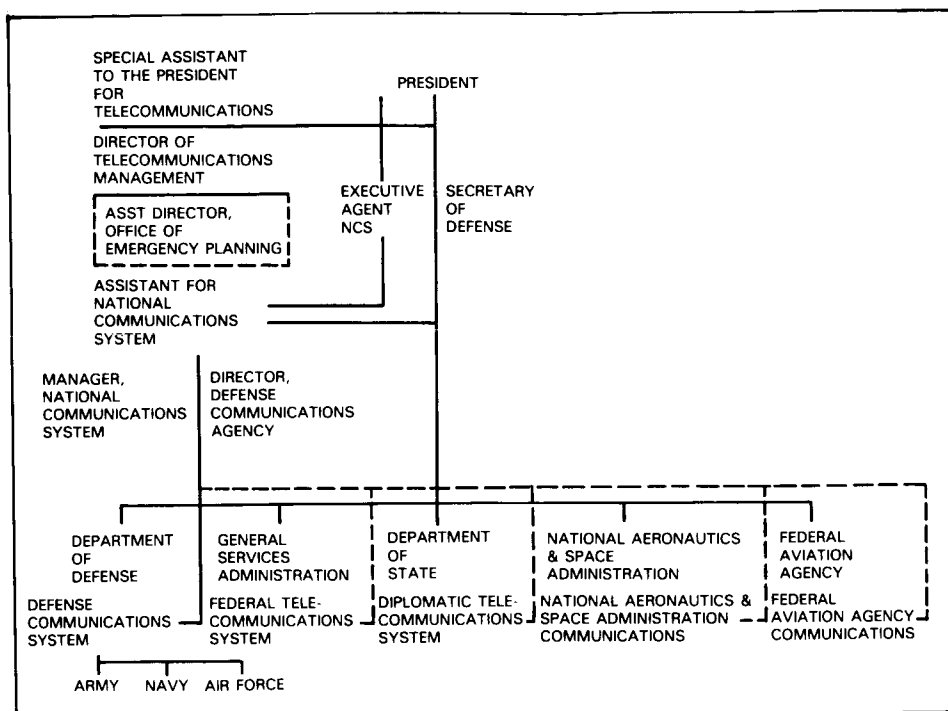 SPECIAL ASSISTANT
TO THE PRESIDENT
FOR
TELECOMMUNICATIONS
PRESIDENT
DIRECTOR OF
TELECOMMUNICATIONS
MANAGEMENT
ASST DIRECTOR,
OFFICE OF
EMERGENCY PLANNING
EXECUTIVE
AGENT
NCS
SECRETARY
OF
DEFENSE
ASSISTANT FOR
NATIONAL
COMMUNICATIONS
SYSTEM
MANAGER,
NATIONAL
COMMUNICATIONS
SYSTEM
DIRECTOR,
DEFENSE
COMMUNICATIONS
AGENCY
DEPARTMENT
OF
DEFENSE
GENERAL
SERVICES
ADMINISTRATION
DEPARTMENT
OF
STATE
NATIONAL AERONAUTICS
& SPACE
ADMINISTRATION
FEDERAL
AVIATION
AGENCY
DEFENSE
COMMUNICATIONS
SYSTEM
FEDERAL TELE-
COMMUNICATIONS
SYSTEM
DIPLOMATIC TELE-
COMMUNICATIONS
SYSTEM
NATIONAL AERONAUTICS &
SPACE ADMINISTRATION
COMMUNICATIONS
FEDERAL
AVIATION AGENCY
COMMUNICATIONS
ARMY NAVY AIR FORCE